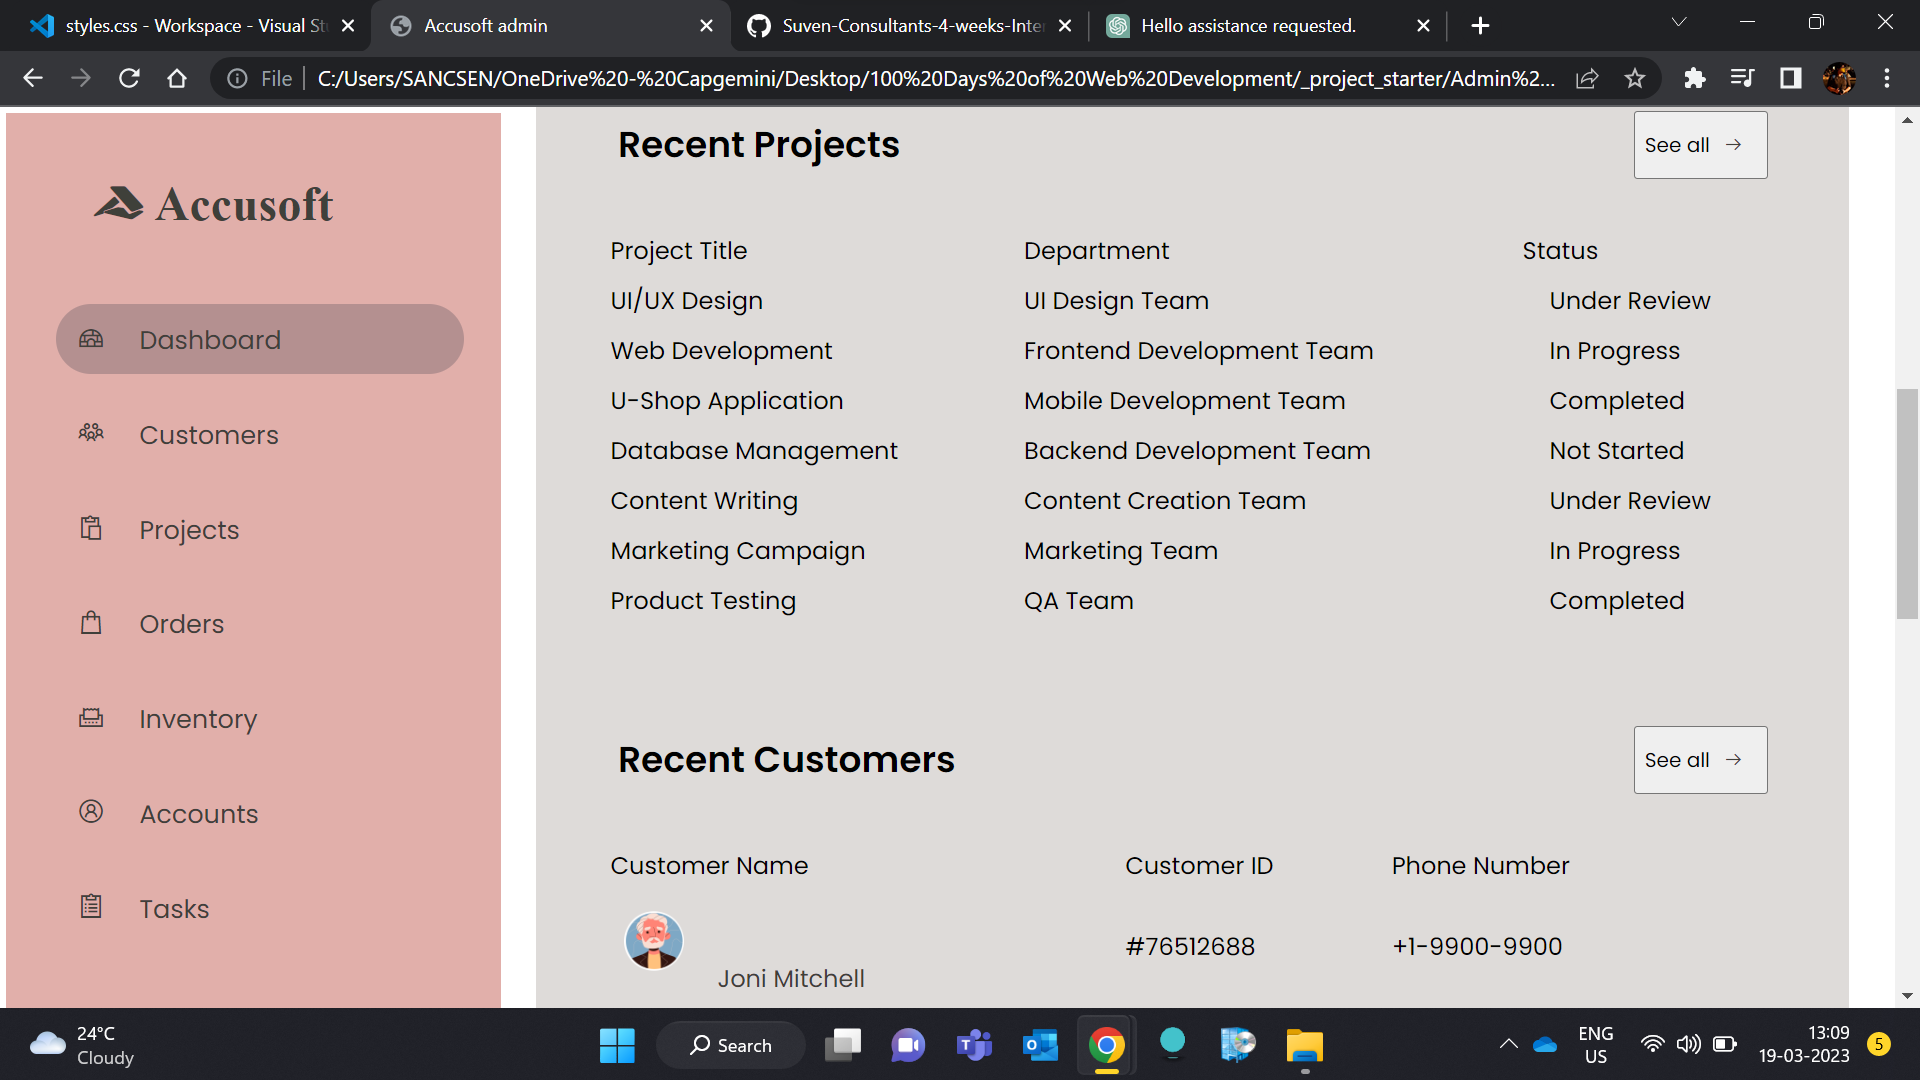 styles.css - Workspace - Visual St
Accusoft admin
Suven-Consultants-4-weeks-Inte
Hello assistance requested.
File
C:/Users/SANCSEN/OneDrive%20-%20Capgemini/Desktop/100%20Days%20of%20Web%20Development/_project_starter/Admin%2...
Accusoft
Dashboard
Customers
Projects
Orders
Inventory
Accounts
Tasks
Recent Projects
See all →
Project Title Department Status
UI/UX Design UI Design Team Under Review
Web Development Frontend Development Team In Progress
U-Shop Application Mobile Development Team Completed
Database Management Backend Development Team Not Started
Content Writing Content Creation Team Under Review
Marketing Campaign Marketing Team In Progress
Product Testing QA Team Completed
Recent Customers
See all →
Customer Name Customer ID Phone Number
Joni Mitchell #76512688 +1-9900-9900
24°C
Cloudy
Search
ENG
US
13:09
19-03-2023
5